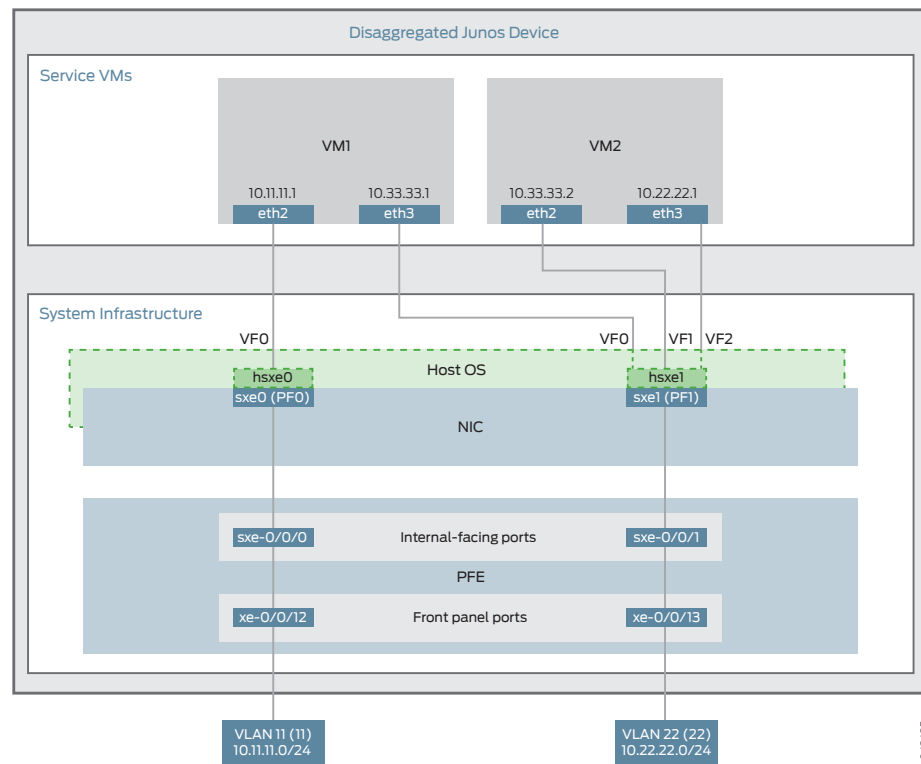 Disaggregated Junos Device
Service VMs
VM1
VM2
10.11.11.1
10.33.33.1
10.33.33.2
10.22.22.1
eth2
eth3
eth2
eth3
System Infrastructure
VF0
VF0
VF1
VF2
Host OS
hsxe0
hsxe1
sxe0 (PF0)
sxe1 (PF1)
NIC
sxe-0/0/0
Internal-facing ports
sxe-0/0/1
PFE
xe-0/0/12
Front panel ports
xe-0/0/13
VLAN 11 (11)
10.11.11.0/24
VLAN 22 (22)
10.22.22.0/24